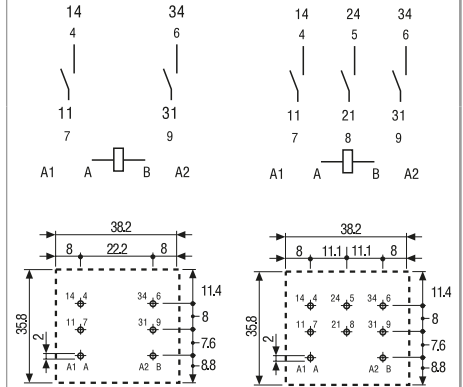 14 34
4 6
11 31
7 9
A1 A B A2
14 24 34
4 5 6
11 21 31
7 8 9
A1 A B A2
38.2
8 22.2 8
35.8
2
14 4 34 6
11 7 31 9
A1 A A2 B
11.4
8
7.6
8.8
38.2
8 11.1 11.1 8
35.8
2
14 4 24 5 34 6
11 7 21 8 31 9
A1 A A2 B
11.4
8
7.6
8.8